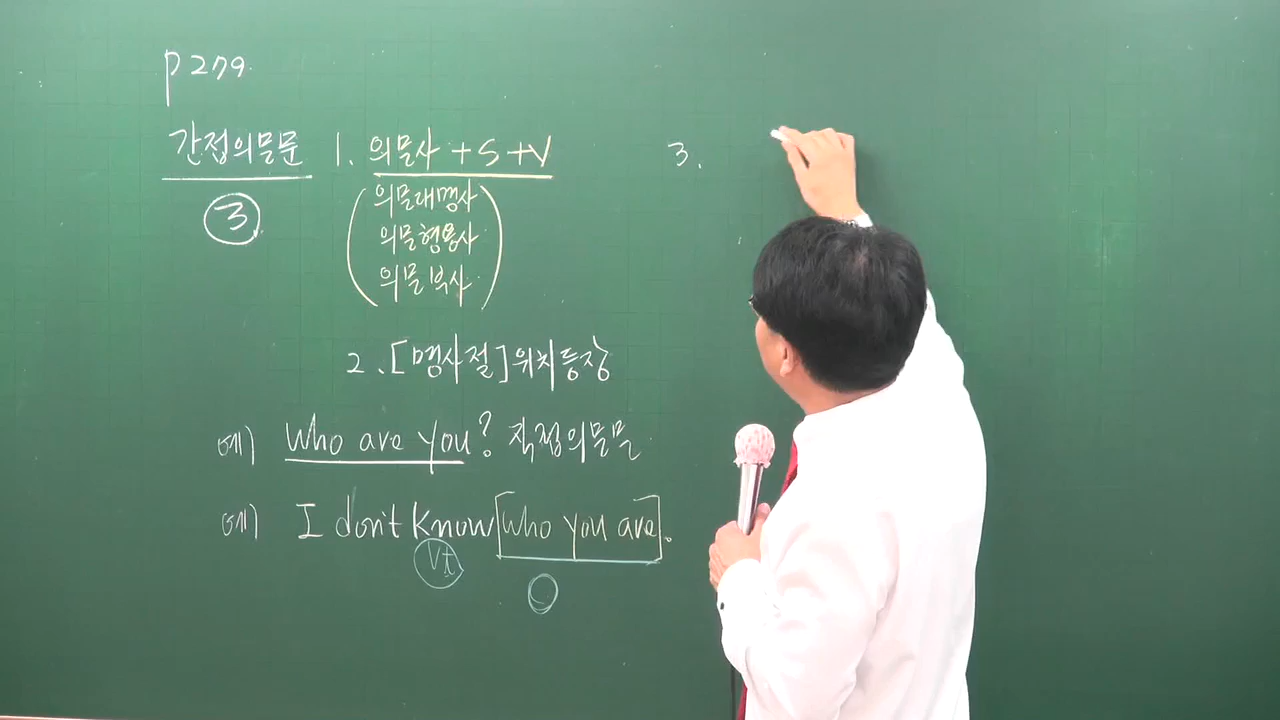 p 279.
간접의문문
③
1. 의문사 + S + V
(의문대명사
의문형용사
의문부사)
2. [명사절] 위치등장
예) who are you? 직접의문문
예) I don't know [who you are].
Vt
O
3.